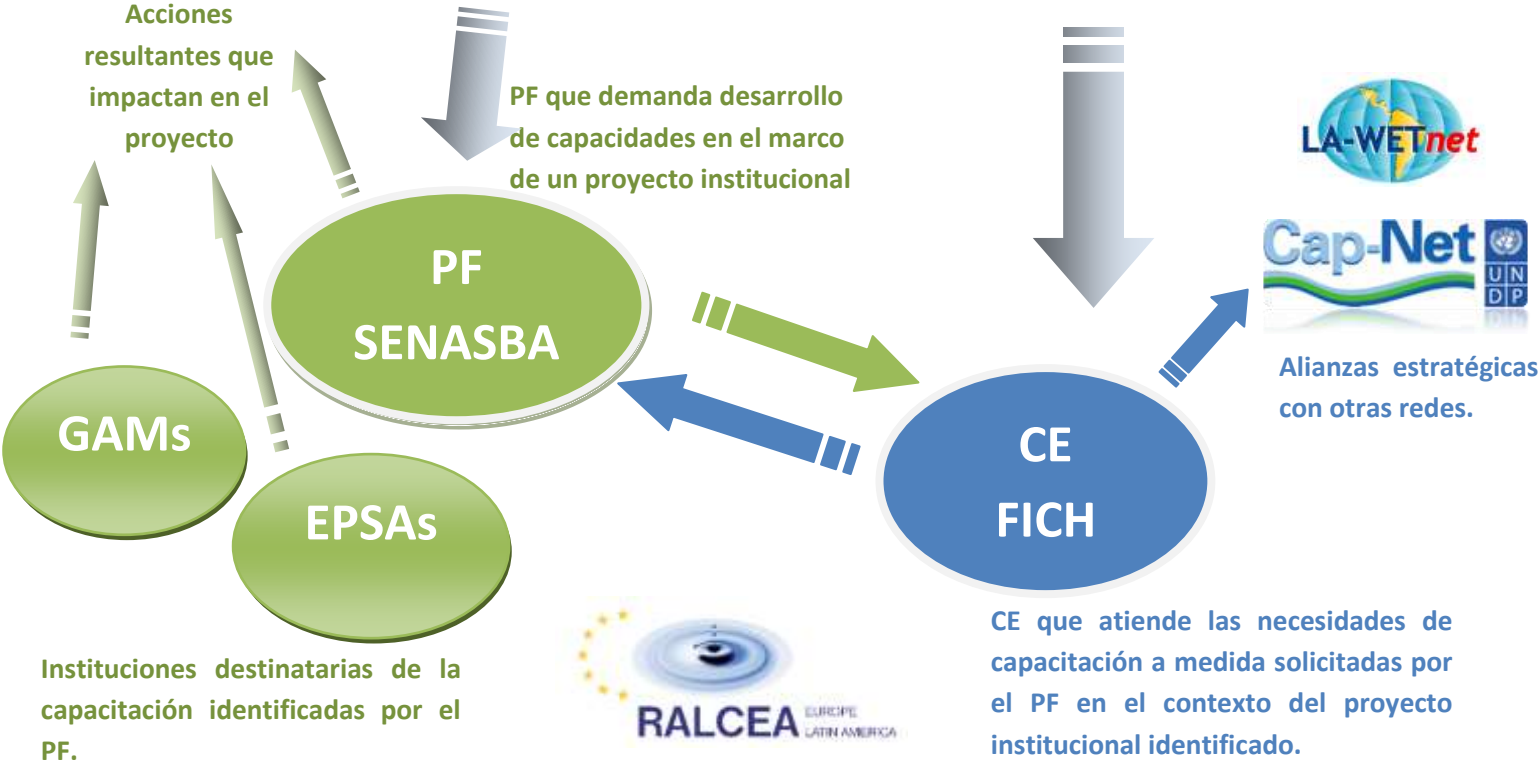 Acciones
resultantes que
impactan en el
proyecto
PF que demanda desarrollo
de capacidades en el marco
de un proyecto institucional
LA-WETnet
Cap-Net
UN
DP
PF
SENASBA
Alianzas estratégicas
con otras redes.
GAMs
EPSAs
CE
FICH
Instituciones destinatarias de la
capacitación identificadas por el
PF.
RALCEA EUROPE
LATIN AMERICA
CE que atiende las necesidades de
capacitación a medida solicitadas por
el PF en el contexto del proyecto
institucional identificado.